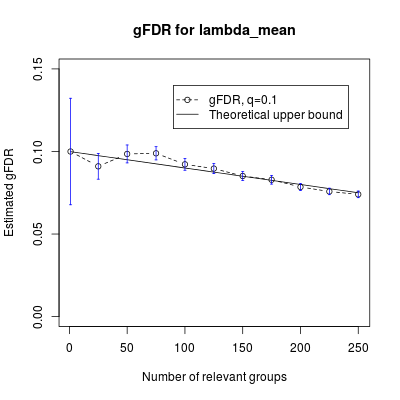 gFDR for lambda_mean
gFDR, q=0.1
Theoretical upper bound
Estimated gFDR
0.15
0.10
0.05
0.00
0 50 100 150 200 250
Number of relevant groups